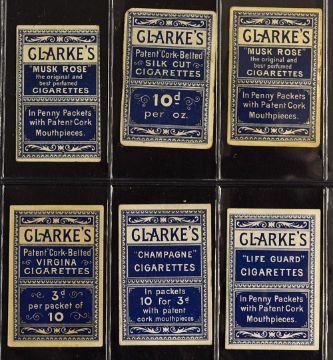 CLARKE'S
"MUSK ROSE
the original and
best perfumed
CIGARETTES
In Penny Packets
with Patent Cork
Mouthpieces.
CLARKE'S
Patent Cork-Belted
SILK CUT
CIGARETTES
10d
per oz.
CLARKE'S
"MUSK ROSE"
the original and
best perfumed
CIGARETTES
In Penny Packets
with Patent Cork
Mouthpieces.
CLARKE'S
Patent Cork-Belted
VIRGINA
CIGARETTES
3d
per packet of
10
CLARKE'S
"CHAMPAGNE"
CIGARETTES
In packets
10 for 3d
with patent
cork mouthpieces
CLARKE'S
"LIFE GUARD"
CIGARETTES
In Penny Packets
with Patent Cork
Mouthpieces.